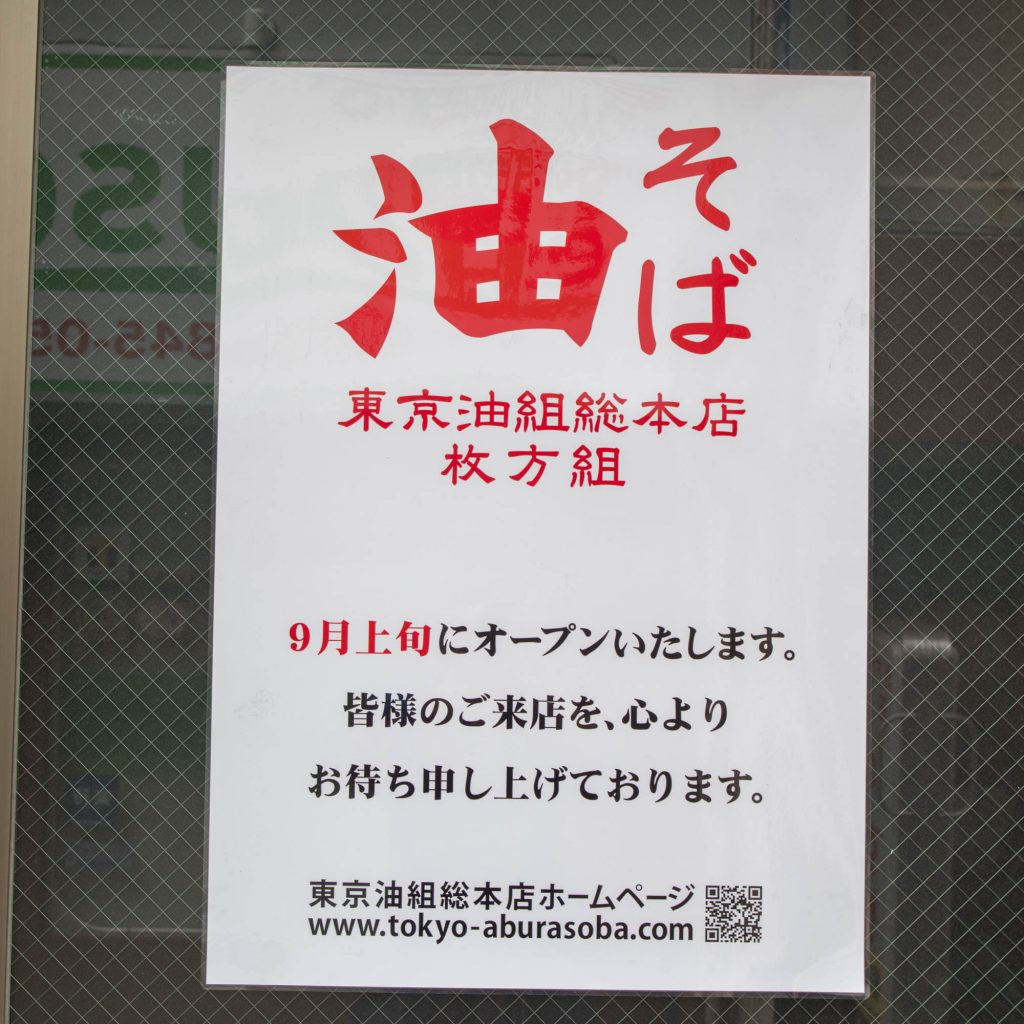 油そば
東京油組総本店
枚方組
9月上旬にオープンいたします。
皆様のご来店を、心より
お待ち申し上げております。
東京油組総本店ホームページ
www.tokyo-aburasoba.com